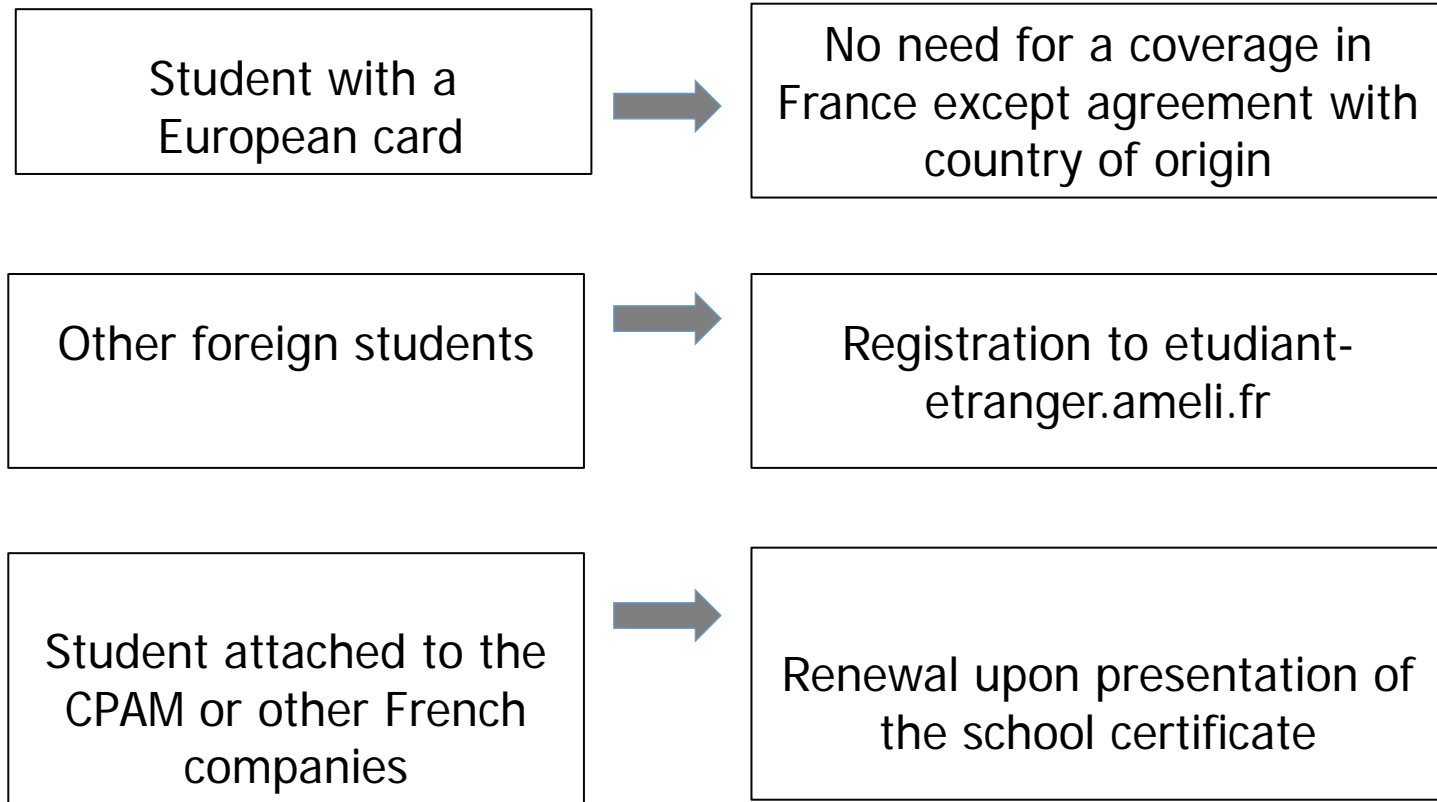 Student with a
European card
No need for a coverage in
France except agreement with
country of origin
Other foreign students
Registration to etudiant-
etranger.ameli.fr
Student attached to the
CPAM or other French
companies
Renewal upon presentation of
the school certificate